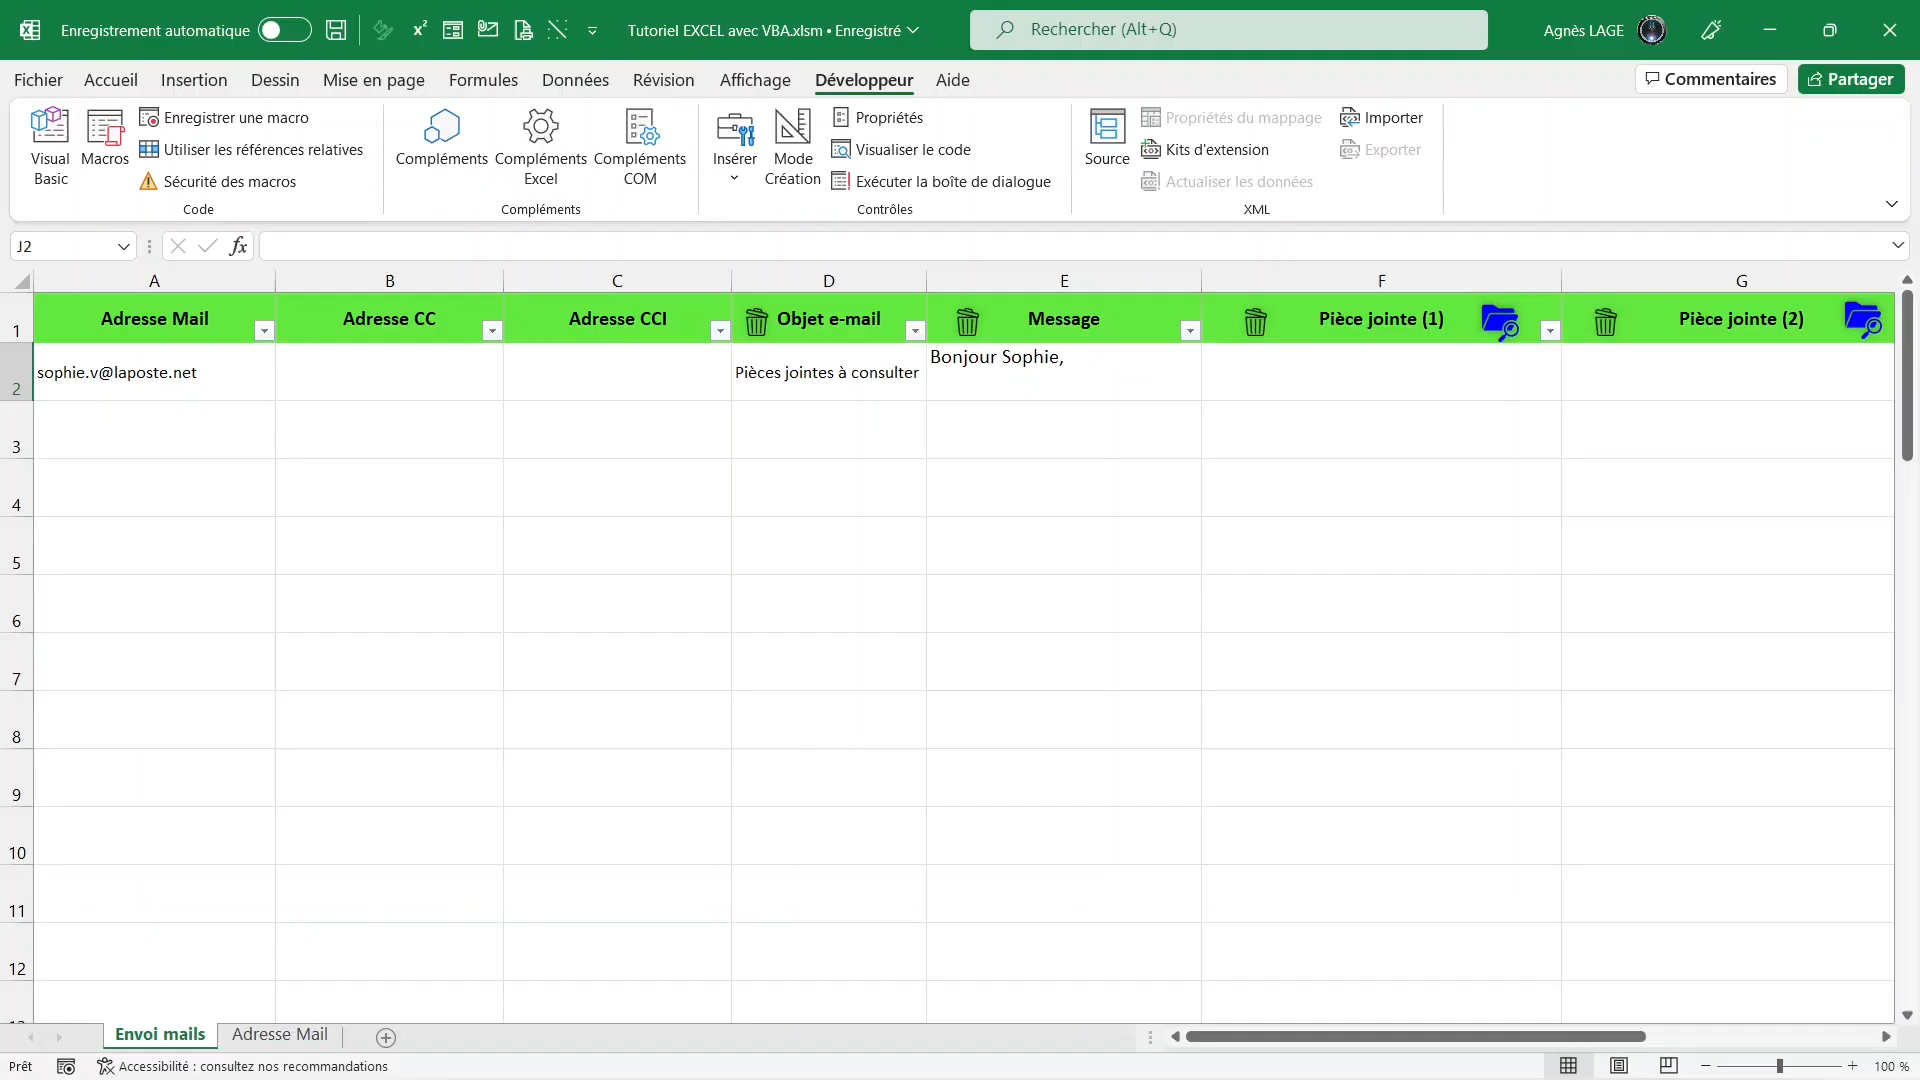 Enregistrement automatique
Tutoriel EXCEL avec VBA.xlsm • Enregistré
Rechercher (Alt+Q)
Agnès LAGE
Fichier Accueil Insertion Dessin Mise en page Formules Données Révision Affichage Développeur Aide
Commentaires
Partager
Visual Basic
Macros
Enregistrer une macro
Utiliser les références relatives
Sécurité des macros
Code
Compléments
Compléments Excel
Compléments COM
Compléments
Insérer
Mode Création
Propriétés
Visualiser le code
Exécuter la boîte de dialogue
Contrôles
Source
Propriétés du mappage
Kits d'extension
Actualiser les données
Importer
Exporter
XML
J2
fx
A B C D E F G
1 Adresse Mail Adresse CC Adresse CCI Objet e-mail Message Pièce jointe (1) Pièce jointe (2)
2 sophie.v@laposte.net Pièces jointes à consulter Bonjour Sophie,
3
4
5
6
7
8
9
10
11
12
Envoi mails Adresse Mail
Prêt
Accessibilité : consultez nos recommandations
100 %